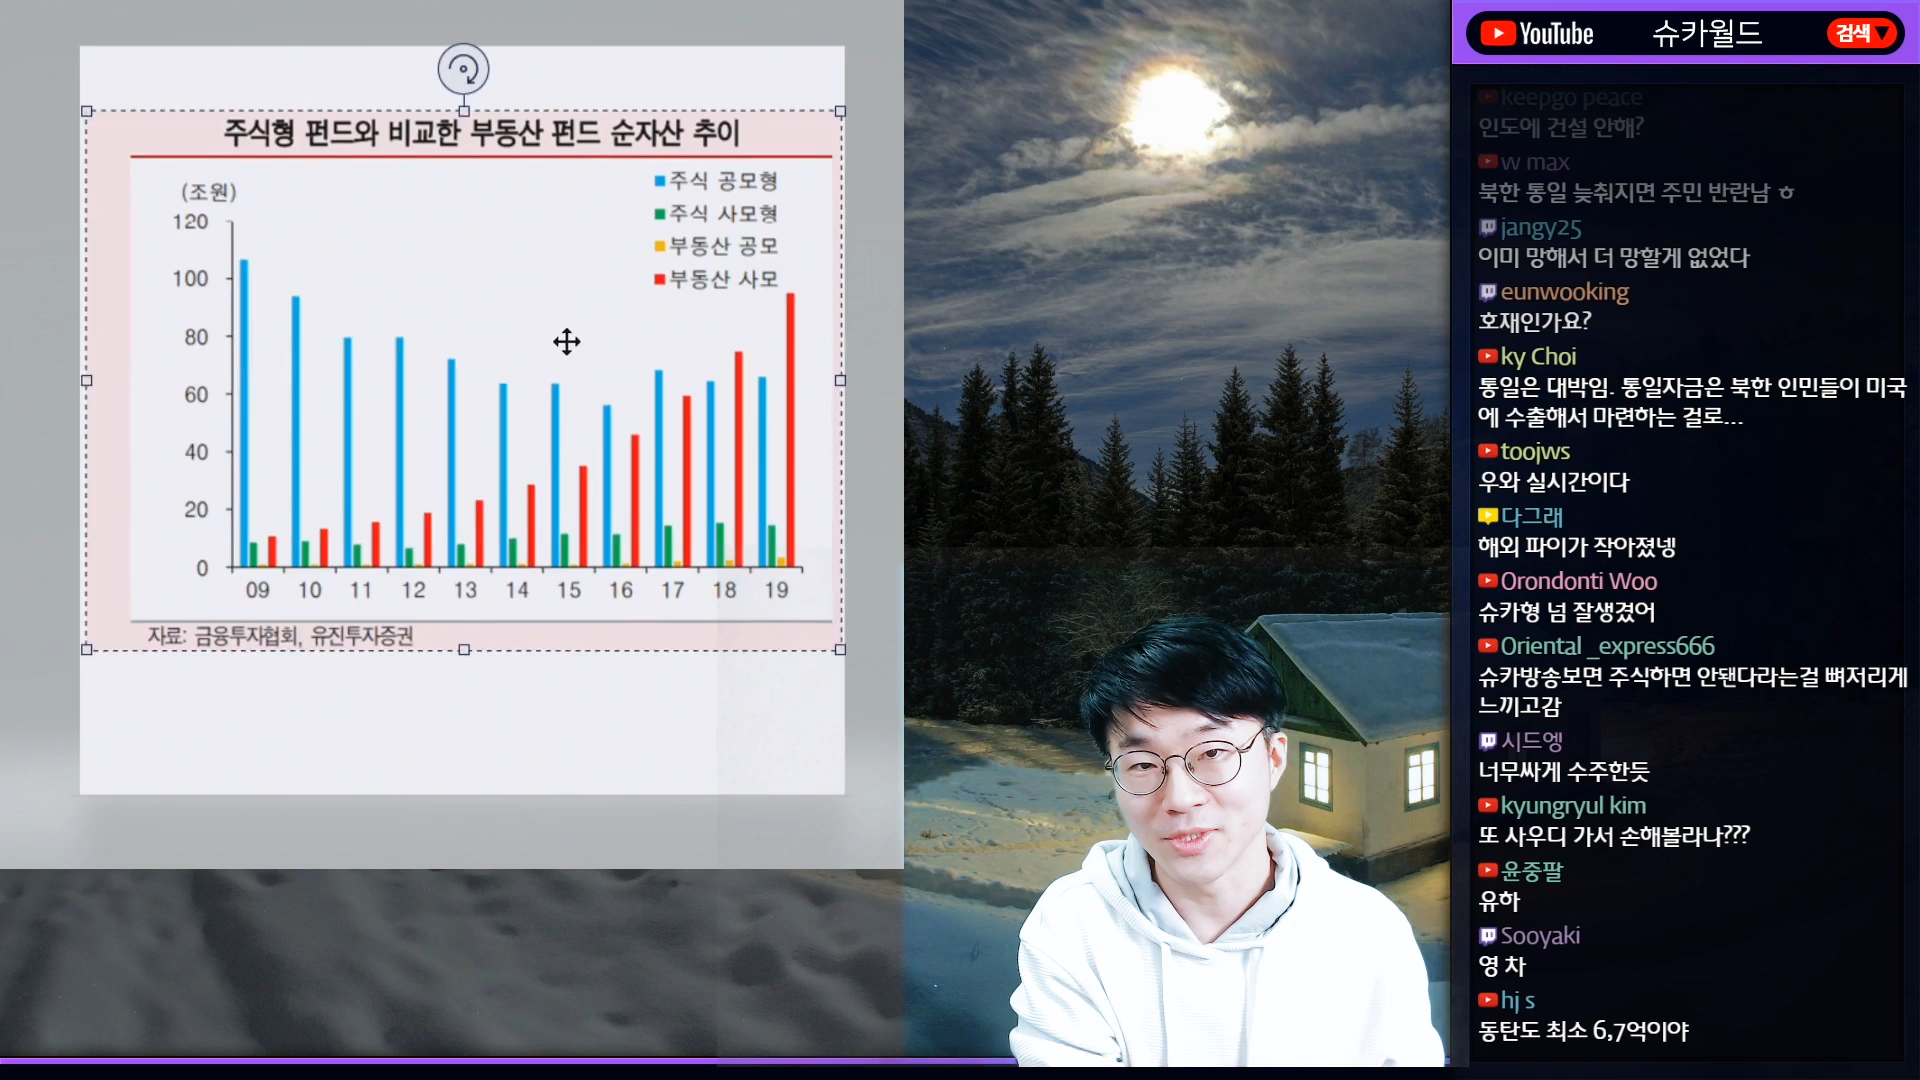 주식형 펀드와 비교한 부동산 펀드 순자산 추이
(조원)
120
100
80
60
40
20
0
주식 공모형
주식 사모형
부동산 공모
부동산 사모
09 10 11 12 13 14 15 16 17 18 19
자료: 금융투자협회, 유진투자증권
YouTube 슈카월드 검색▼
keepgo peace
인도에 건설 안해?
w max
북한 통일 늦춰지면 주민 반란남 ㅎ
jangy25
이미 망해서 더 망할게 없었다
eunwooking
호재인가요?
ky Choi
통일은 대박임. 통일자금은 북한 인민들이 미국
에 수출해서 마련하는 걸로...
toojws
우와 실시간이다
다그래
해외 파이가 작아졌넹
Orondonti Woo
슈카형 넘 잘생겼어
Oriental _express666
슈카방송보면 주식하면 안됀다라는걸 뼈저리게
느끼고감
시드엥
너무싸게 수주한듯
kyungryul kim
또 사우디 가서 손해볼라나???
윤중팔
유하
Sooyaki
영 차
hj s
동탄도 최소 6,7억이야